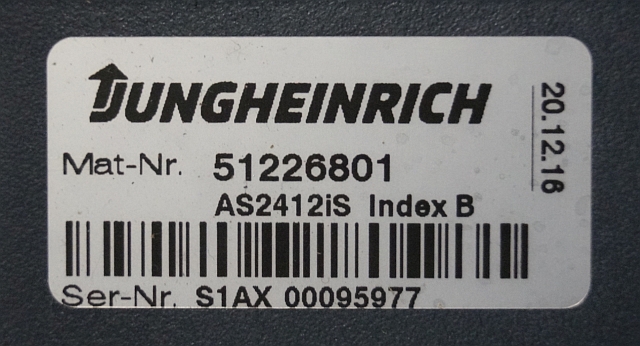 JUNGHEINRICH
Mat-Nr. 51226801
AS2412iS Index B
Ser-Nr. S1AX 00095977
20.12.16